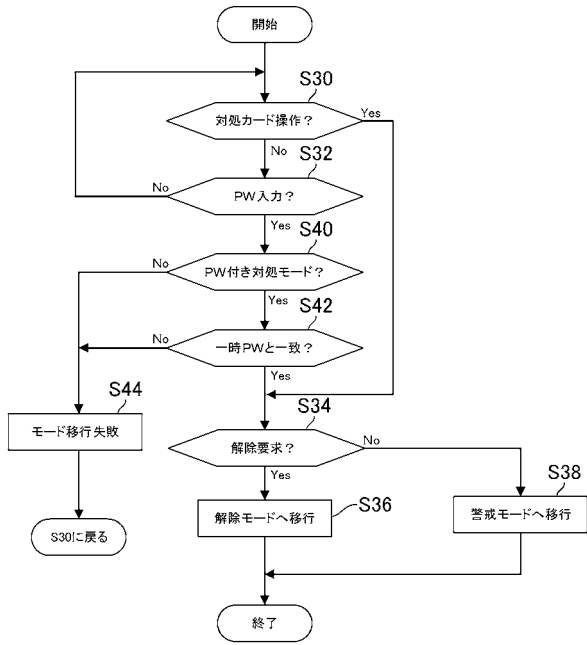 開始
S30
対処カード操作？
Yes
No
S32
No
PW入力？
Yes
S40
No
PW付き対処モード？
Yes
S42
No
一時PWと一致？
Yes
S44
モード移行失敗
S34
解除要求？
No
Yes
S36
解除モードへ移行
S38
警戒モードへ移行
S30に戻る
終了